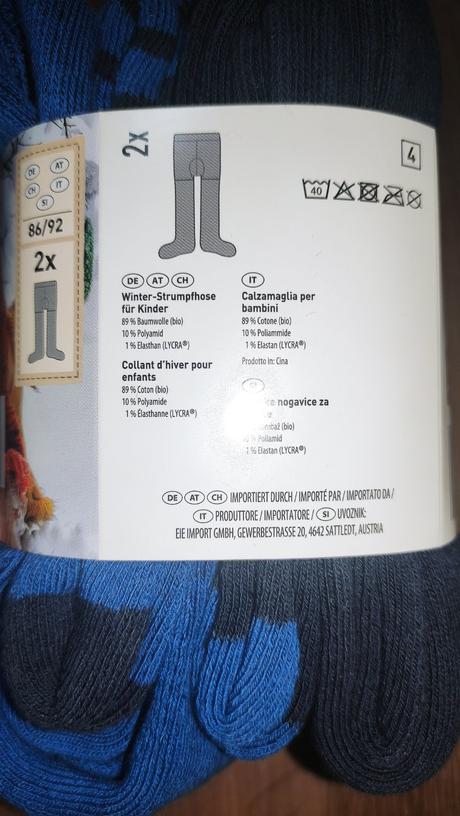 2x
4
DE AT
CH IT
SI
86/92
2x
40
DE AT CH
Winter-Strumpfhose
für Kinder
89 % Baumwolle (bio)
10 % Polyamid
1 % Elasthan (LYCRA®)
Collant d'hiver pour
enfants
89 % Coton (bio)
10 % Polyamide
1 % Élasthanne (LYCRA®)
IT
Calzamaglia per
bambini
89 % Cotone (bio)
10 % Poliammide
1 % Elastan (LYCRA®)
Prodotto In: Cina
nogavice za
(bio)
% Poliamid
1 % Elastan (LYCRA®)
DE AT CH IMPORTIERT DURCH / IMPORTÉ PAR / IMPORTATO DA /
IT PRODUTTORE / IMPORTATORE / SI UVOZNIK:
EIE IMPORT GMBH, GEWERBESTRASSE 20, 4642 SATTLEDT, AUSTRIA